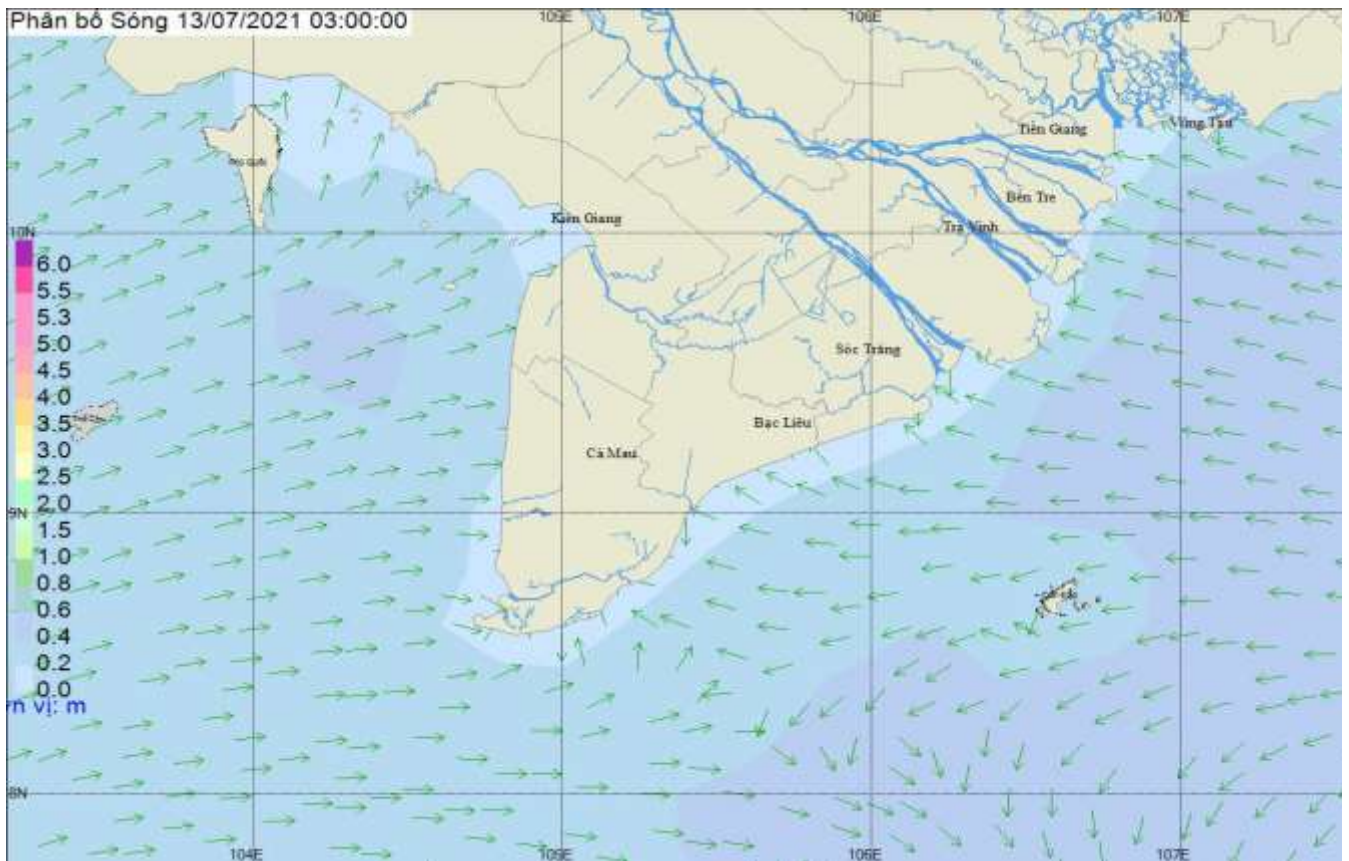 Phân bố Sóng 13/07/2021 03:00:00
105E
106E
107E
Tiền Giang
Vũng Tàu
Bến Tre
Kiên Giang
Trà Vinh
10N
6.0
5.5
5.3
5.0
4.5
4.0
3.5
3.0
2.5
2.0
1.5
1.0
0.8
0.6
0.4
0.2
0.0
Sóc Trăng
Bạc Liêu
Cà Mau
9N
vị: m
8N
104E
105E
106E
107E